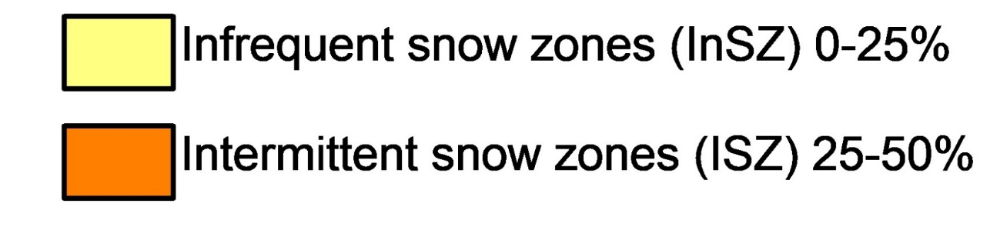 Infrequent snow zones (InSZ) 0-25%
Intermittent snow zones (ISZ) 25-50%